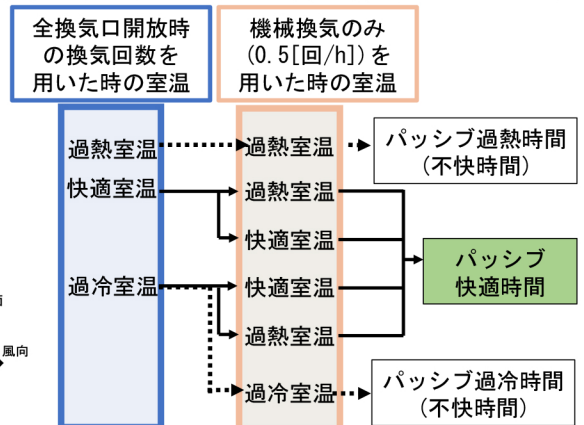 全換気口開放時
の換気回数を
用いた時の室温
機械換気のみ
(0.5[回/h])を
用いた時の室温
過熱室温
快適室温
過冷室温
過熱室温
過熱室温
快適室温
快適室温
過熱室温
過冷室温
パッシブ過熱時間
(不快時間)
パッシブ
快適時間
パッシブ過冷時間
(不快時間)
風向